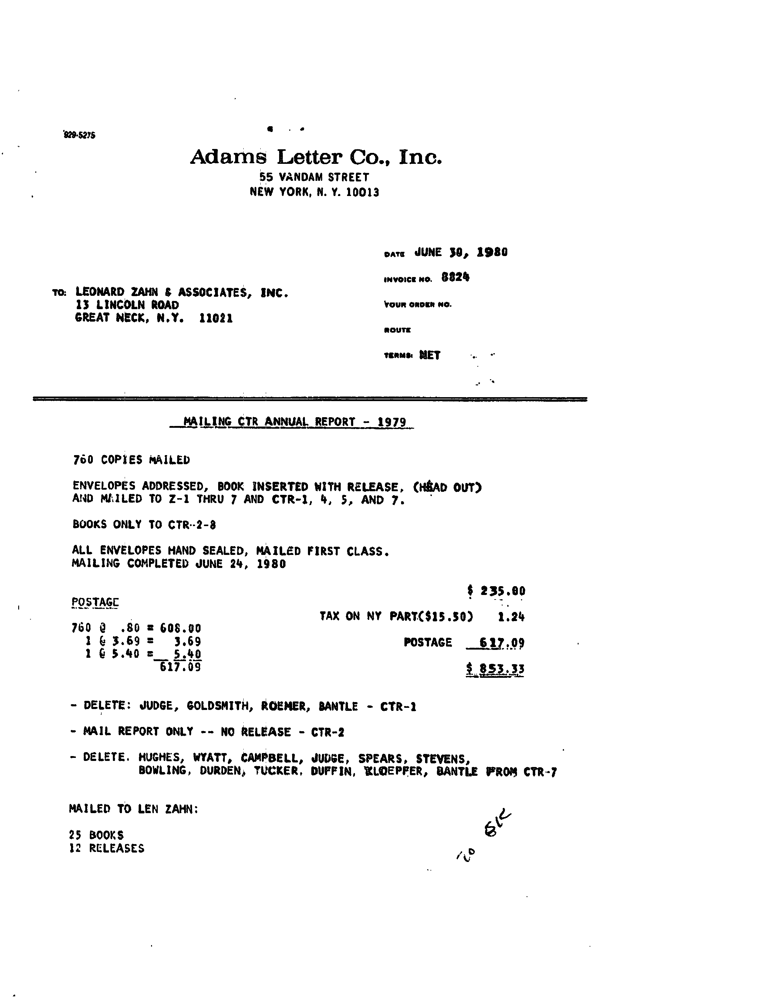 929-5275
Adams Letter Co., Inc.
55 VANDAM STREET
NEW YORK, N. Y. 10013
DATE JUNE 30, 1980
INVOICE NO. 8824
TO: LEONARD ZAHN & ASSOCIATES, INC.
13 LINCOLN ROAD
YOUR ORDER NO.
GREAT NECK, N.Y. 11021
ROUTE
TERMS: NET
MAILING CTR ANNUAL REPORT - 1979
760 COPIES MAILED
ENVELOPES ADDRESSED, BOOK INSERTED WITH RELEASE, (HEAD OUT)
AND MAILED TO Z-1 THRU 7 AND CTR-1, 4, 5, AND 7.
BOOKS ONLY TO CTR-2-8
ALL ENVELOPES HAND SEALED, MAILED FIRST CLASS.
MAILING COMPLETED JUNE 24, 1980
$ 235.00
POSTAGE
TAX ON NY PART($15.50) 1.24
760 @ .80 = 608.00
1 @ 3.69 = 3.69 POSTAGE 617.09
1 @ 5.40 = 5.40
617.09 $ 853.33
- DELETE: JUDGE, GOLDSMITH, ROEMER, BANTLE - CTR-1
- MAIL REPORT ONLY -- NO RELEASE - CTR-2
- DELETE. HUGHES, WYATT, CAMPBELL, JUDGE, SPEARS, STEVENS,
BOWLING, DURDEN, TUCKER, DUFFIN, KLOEPFER, BANTLE FROM CTR-7
MAILED TO LEN ZAHN:
25 BOOKS
12 RELEASES